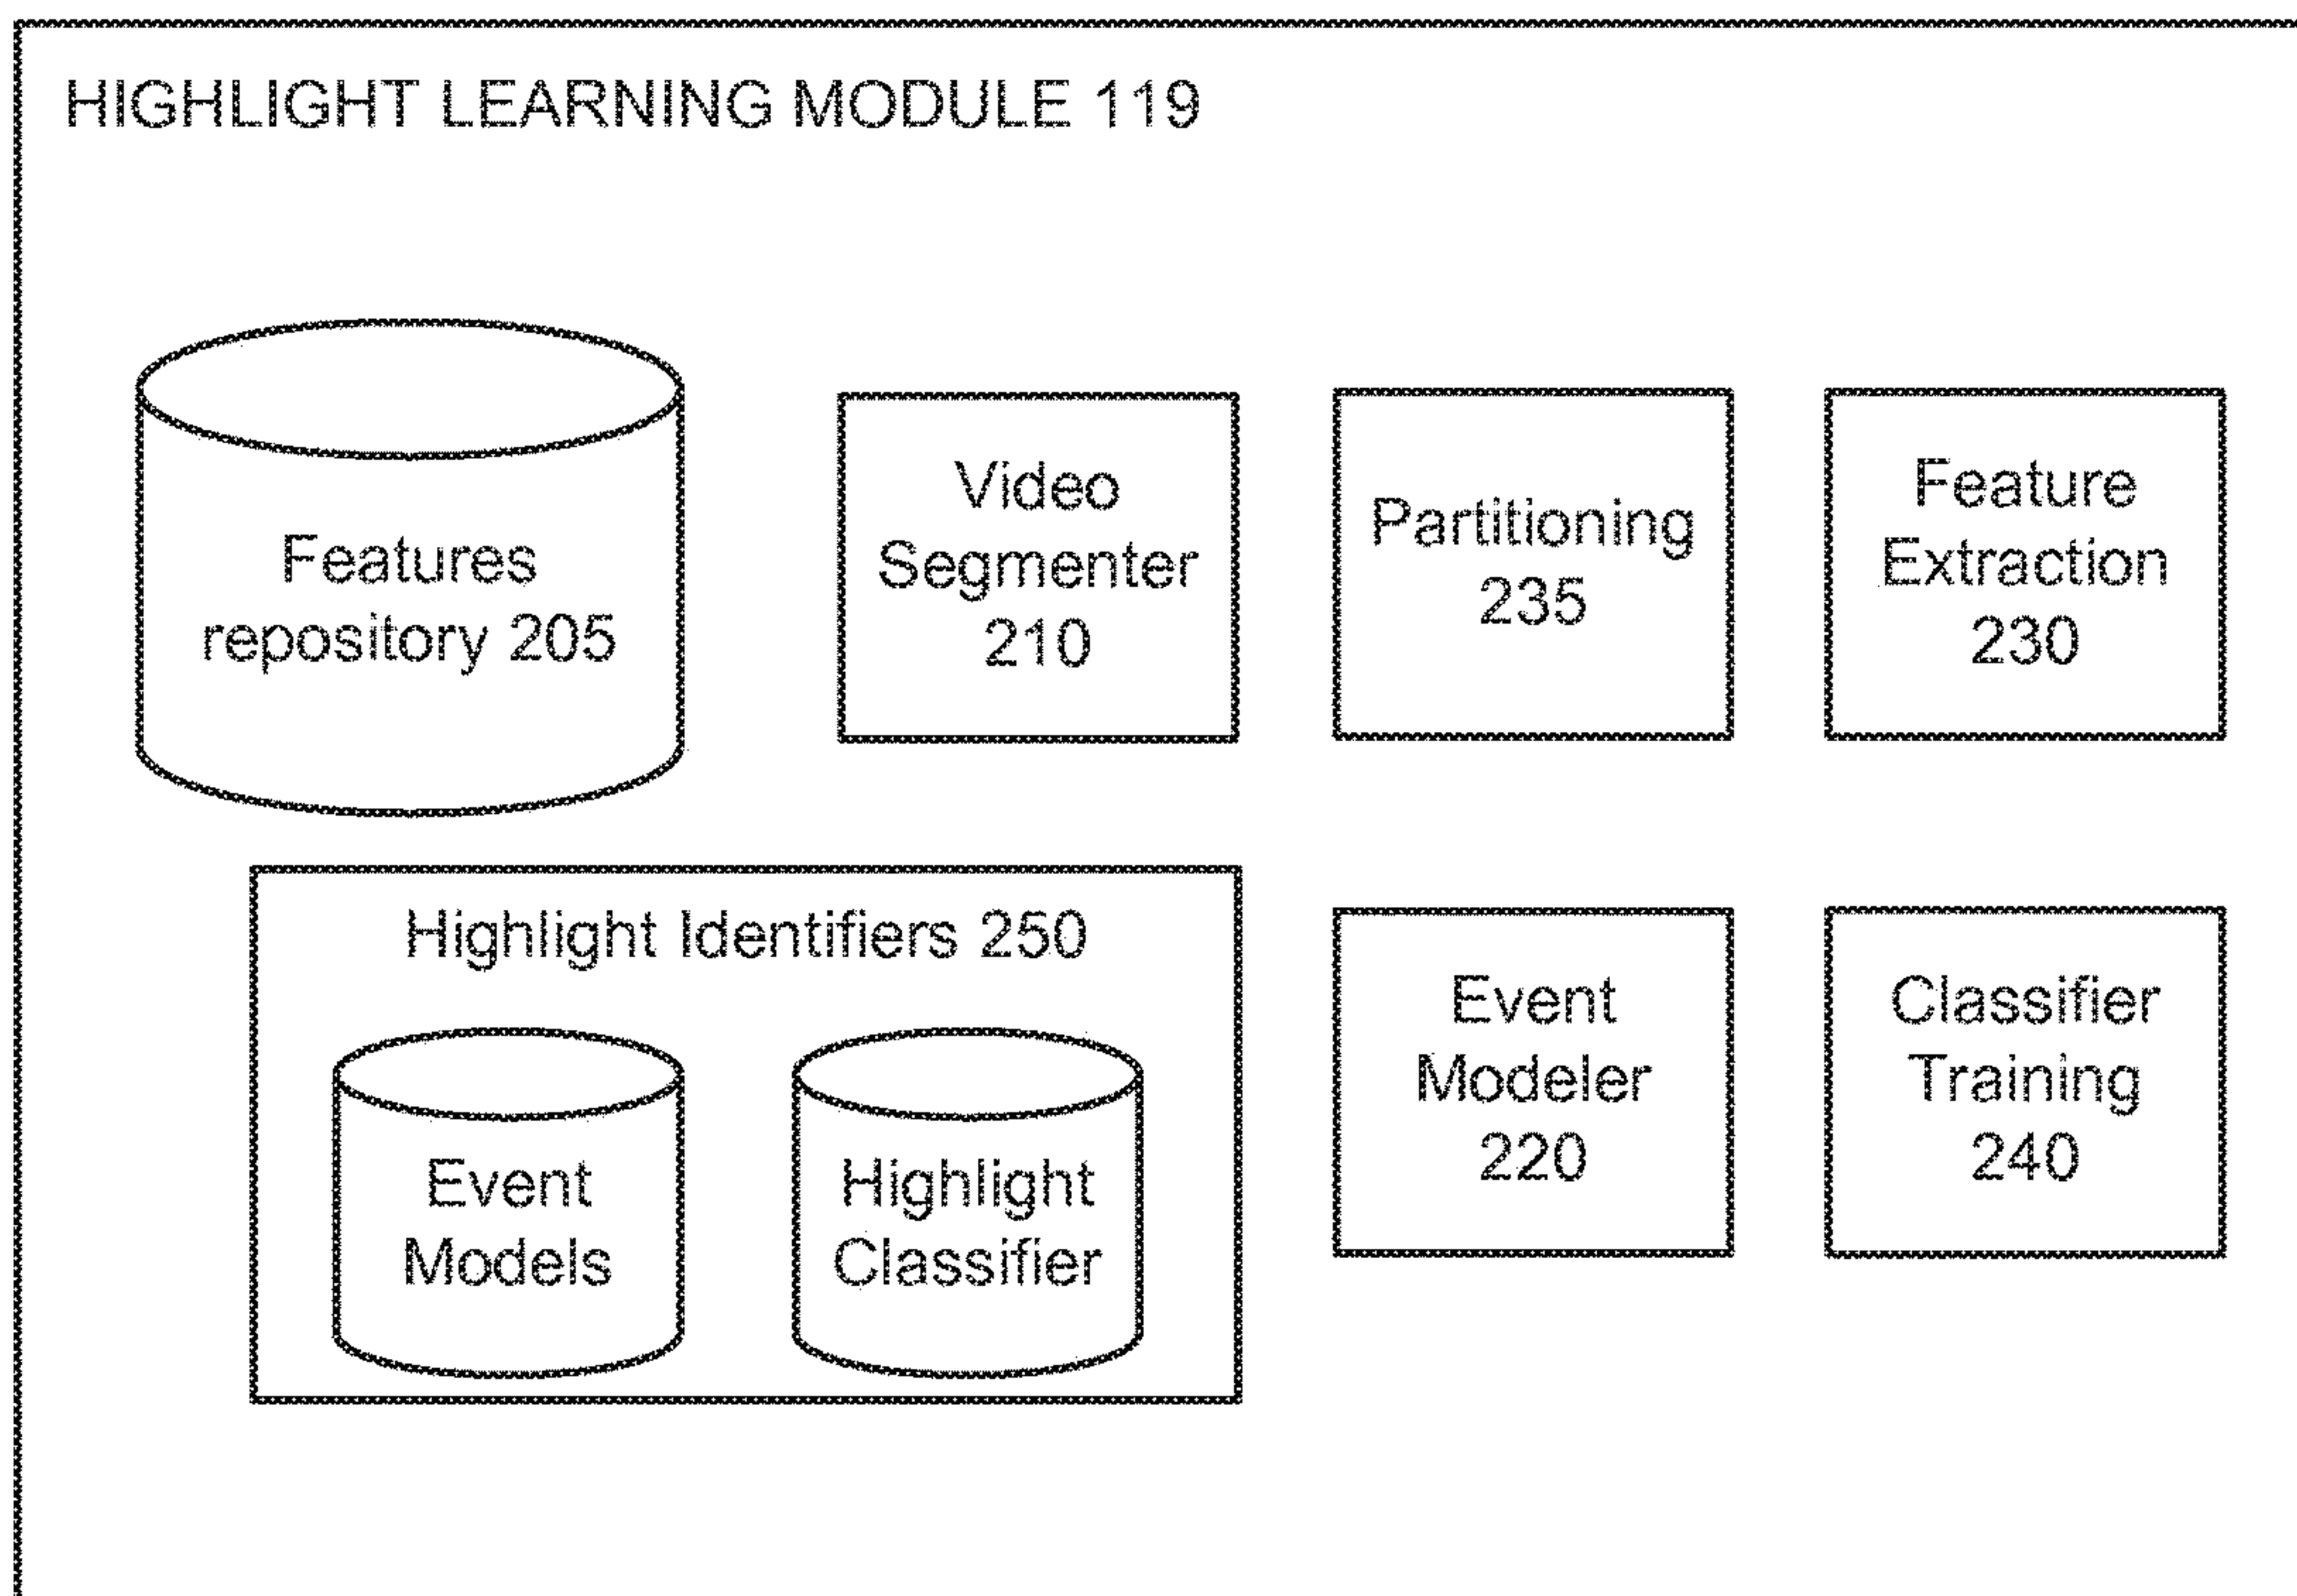 HIGHLIGHT LEARNING MODULE 119
Features
repository 205
Video
Segmenter
210
Partitioning
235
Feature
Extraction
230
Highlight Identifiers 250
Event
Models
Highlight
Classifier
Event
Modeler
220
Classifier
Training
240